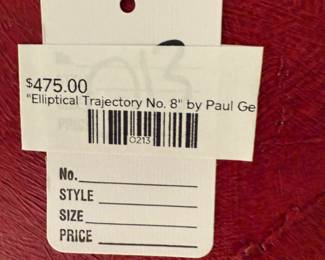 $475.00
"Elliptical Trajectory No. 8" by Paul Ge
0213
No.
STYLE
SIZE
PRICE